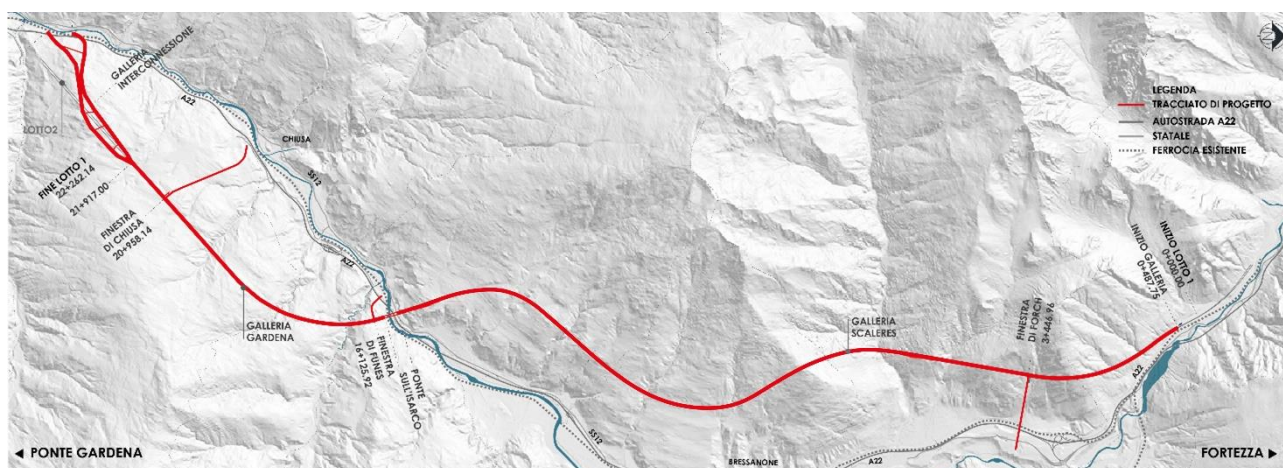 GALLERIA
INTERCONNESSIONE
LOTTO2
A22
CHIUSA
SS12
FINE LOTTO 1
22+262.14
21+917.00
FINESTRA
DI CHIUSA
20+958.14
A22
GALLERIA
GARDENA
FINESTRA
DI FUNES
16+125.92
PONTE
SULL'ISARCO
SS12
GALLERIA
SCALERES
FINESTRA
DI FORCH
3+446.96
INIZIO LOTTO 1
0+000.00
INIZIO GALLERIA
0+487.75
A22
LEGENDA
TRACCIATO DI PROGETTO
AUTOSTRADA A22
STATALE
FERROCIA ESISTENTE
BRESSANONE
A22
PONTE GARDENA
FORTEZZA